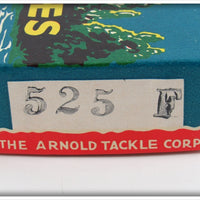 ES
525 F
THE ARNOLD TACKLE CORP